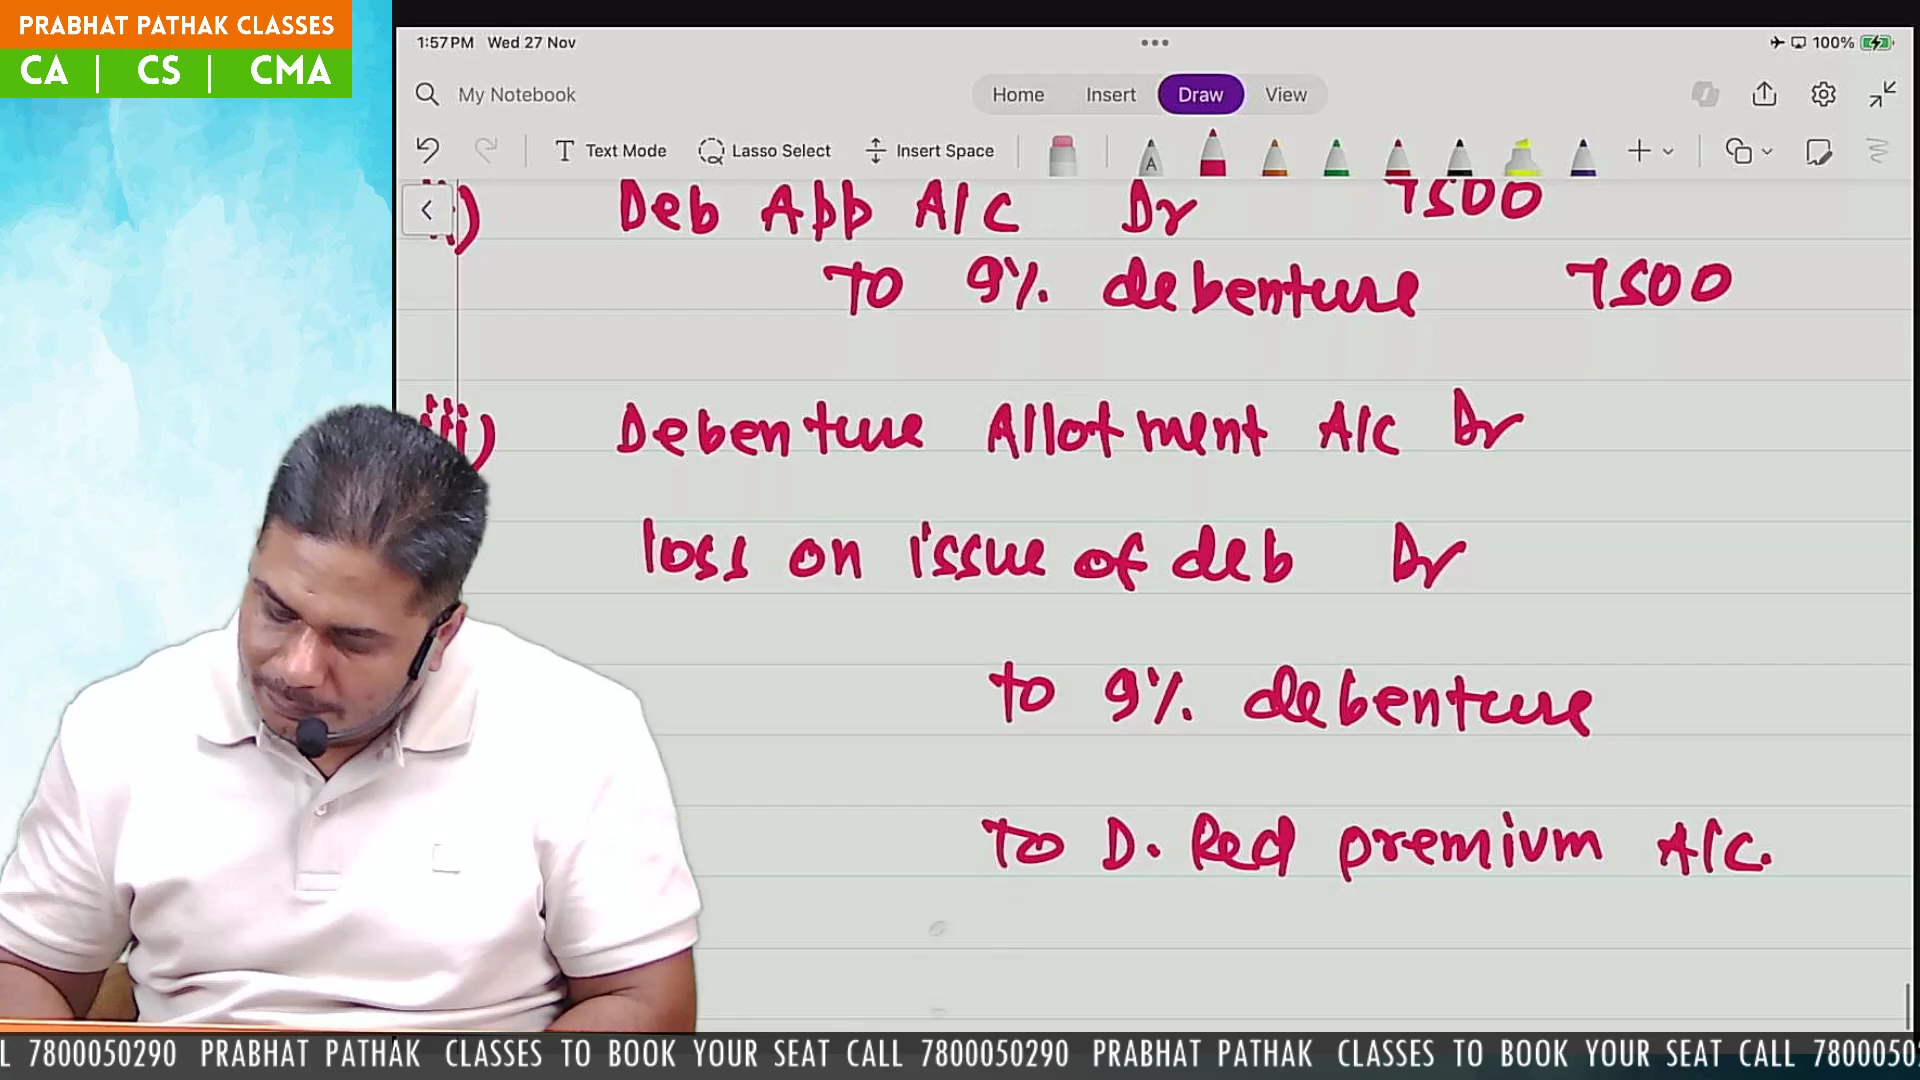 PRABHAT PATHAK CLASSES
CA | CS | CMA
1:57 PM Wed 27 Nov
100%
My Notebook
Home Insert Draw View
Text Mode Lasso Select Insert Space
A
ii) Deb App A/c Dr 7500
To 9% debenture 7500
iii) Debenture Allotment A/c Dr
loss on issue of deb Dr
to 9% debenture
to D. Red premium A/c.
L 7800050290 PRABHAT PATHAK CLASSES TO BOOK YOUR SEAT CALL 7800050290 PRABHAT PATHAK CLASSES TO BOOK YOUR SEAT CALL 78000502